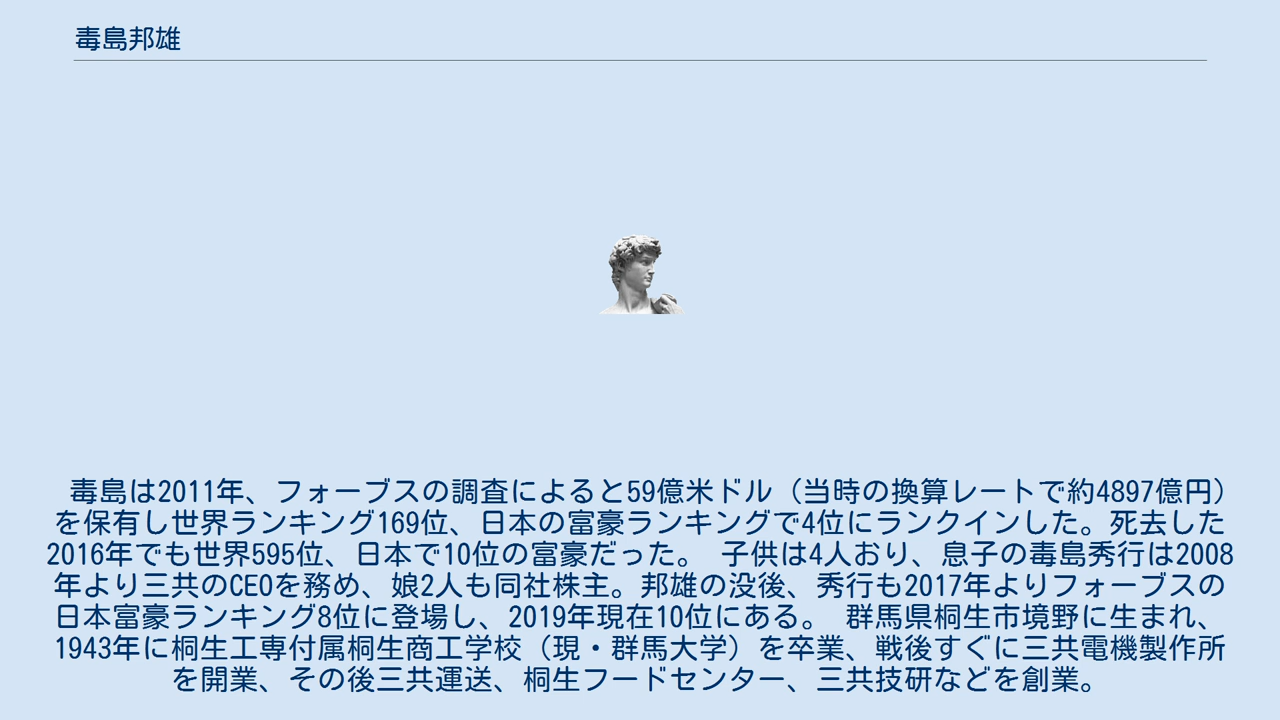 毒島邦雄
毒島は2011年、フォーブスの調査によると59億米ドル（当時の換算レートで約4897億円）
を保有し世界ランキング169位、日本の富豪ランキングで4位にランクインした。死去した
2016年でも世界595位、日本で10位の富豪だった。 子供は4人おり、息子の毒島秀行は2008
年より三共のCEOを務め、娘2人も同社株主。邦雄の没後、秀行も2017年よりフォーブスの
日本富豪ランキング8位に登場し、2019年現在10位にある。 群馬県桐生市境野に生まれ、
1943年に桐生工専付属桐生商工学校（現・群馬大学）を卒業、戦後すぐに三共電機製作所
を開業、その後三共運送、桐生フードセンター、三共技研などを創業。